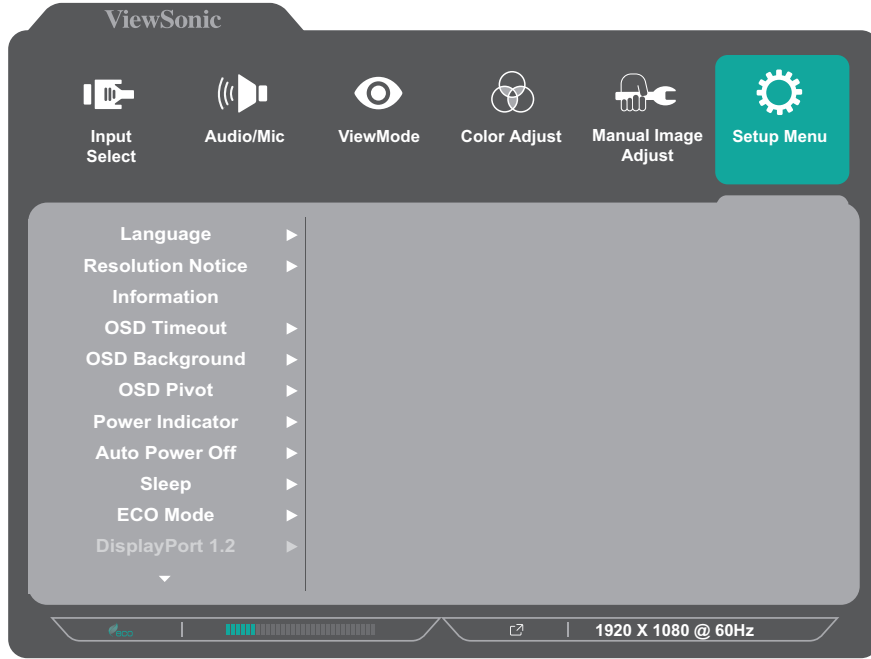 ViewSonic
Input
Select
Audio/Mic
ViewMode
Color Adjust
Manual Image
Adjust
Setup Menu
Language
Resolution Notice
Information
OSD Timeout
OSD Background
OSD Pivot
Power Indicator
Auto Power Off
Sleep
ECO Mode
DisplayPort 1.2
eco
1920 X 1080 @ 60Hz